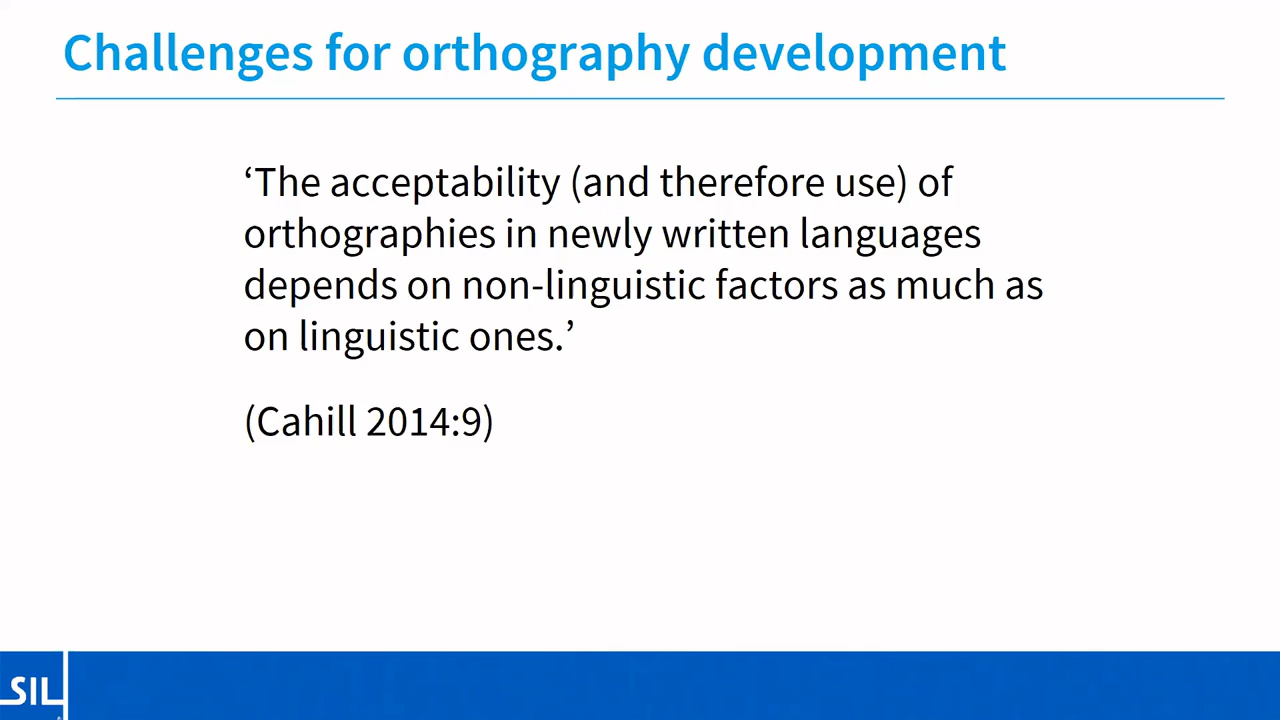 Challenges for orthography development
‘The acceptability (and therefore use) of
orthographies in newly written languages
depends on non-linguistic factors as much as
on linguistic ones.’
(Cahill 2014:9)
SIL